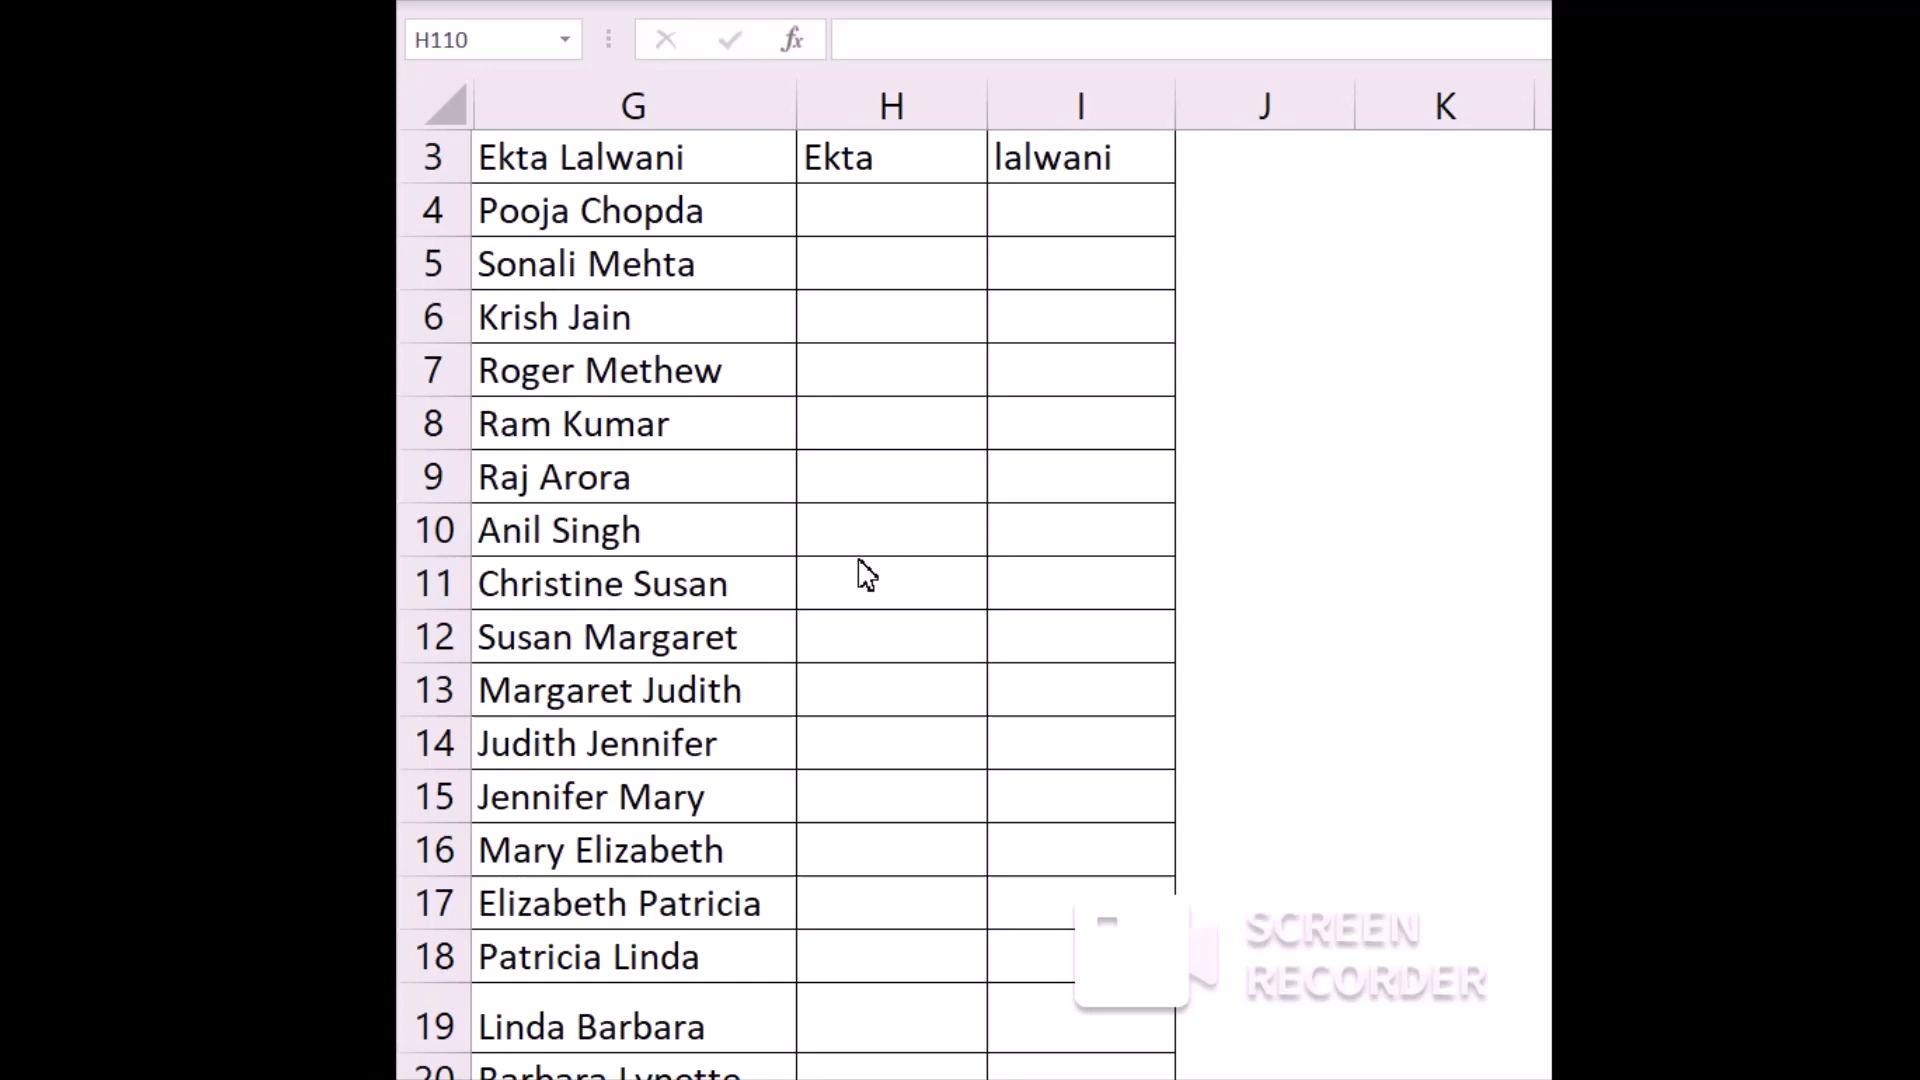 H110 fx
G H I J K
3 Ekta Lalwani Ekta lalwani
4 Pooja Chopda
5 Sonali Mehta
6 Krish Jain
7 Roger Methew
8 Ram Kumar
9 Raj Arora
10 Anil Singh
11 Christine Susan
12 Susan Margaret
13 Margaret Judith
14 Judith Jennifer
15 Jennifer Mary
16 Mary Elizabeth
17 Elizabeth Patricia
18 Patricia Linda
19 Linda Barbara
20 Barbara Lynette
SCREEN
RECORDER